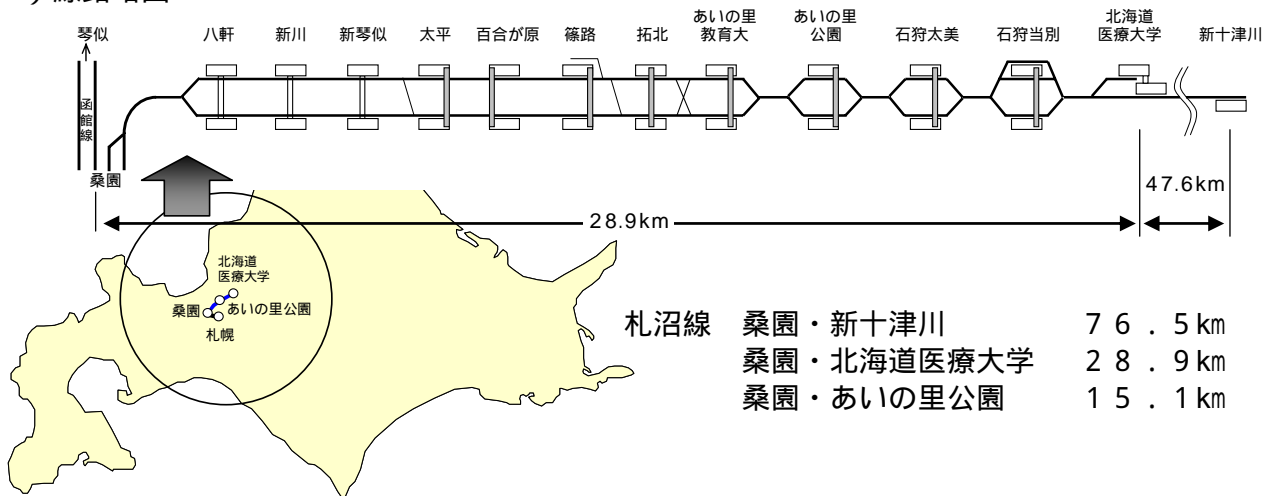 線路略図
琴似
八軒
新川
新琴似
太平
百合が原
篠路
拓北
あいの里
教育大
あいの里
公園
石狩太美
石狩当別
北海道
医療大学
新十津川
函館線
桑園
47.6km
28.9km
北海道
医療大学
桑園
あいの里公園
札幌
札沼線 桑園・新十津川 76.5㎞
桑園・北海道医療大学 28.9㎞
桑園・あいの里公園 15.1㎞